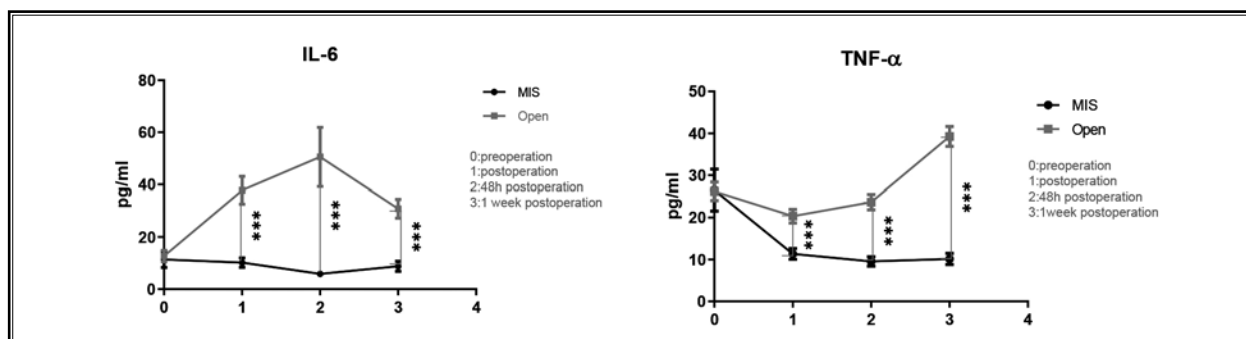 IL-6
80
60
40
20
0
pg/ml
0 1 2 3 4
***
***
***
MIS
Open
0:preoperation
1:postoperation
2:48h postoperation
3:1 week postoperation
TNF-α
50
40
30
20
10
0
pg/ml
0 1 2 3 4
***
***
***
MIS
Open
0:preoperation
1:postoperation
2:48h postoperation
3:1week postoperation